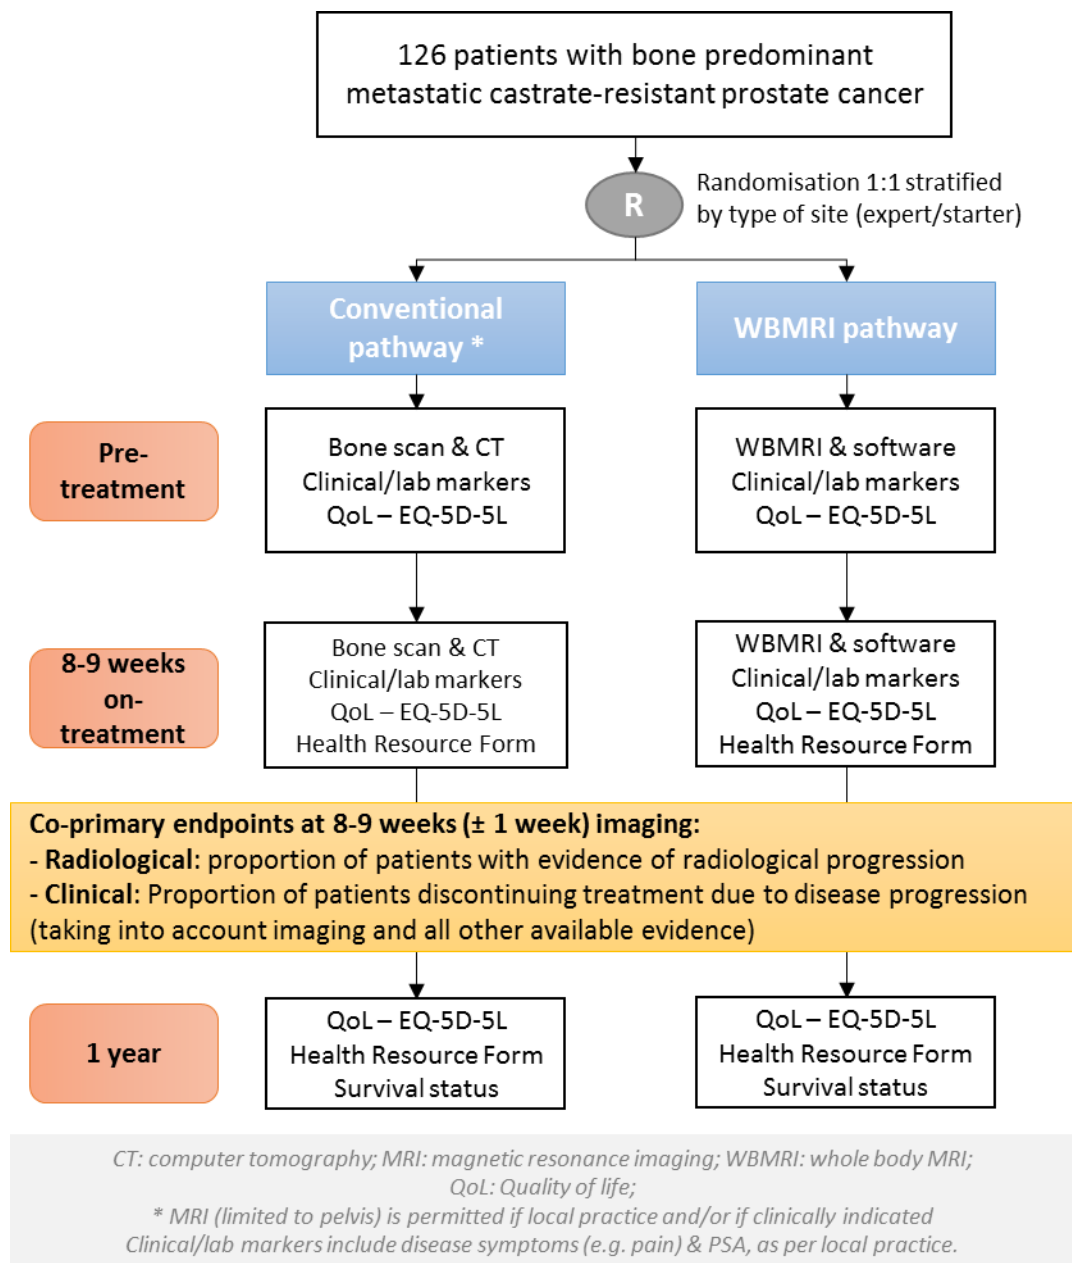 126 patients with bone predominant
metastatic castrate-resistant prostate cancer
R
Randomisation 1:1 stratified
by type of site (expert/starter)
Conventional
pathway *
WBMRI pathway
Pre-
treatment
Bone scan & CT
Clinical/lab markers
QoL – EQ-5D-5L
WBMRI & software
Clinical/lab markers
QoL – EQ-5D-5L
8-9 weeks
on-
treatment
Bone scan & CT
Clinical/lab markers
QoL – EQ-5D-5L
Health Resource Form
WBMRI & software
Clinical/lab markers
QoL – EQ-5D-5L
Health Resource Form
Co-primary endpoints at 8-9 weeks (± 1 week) imaging:
- Radiological: proportion of patients with evidence of radiological progression
- Clinical: Proportion of patients discontinuing treatment due to disease progression
(taking into account imaging and all other available evidence)
1 year
QoL – EQ-5D-5L
Health Resource Form
Survival status
QoL – EQ-5D-5L
Health Resource Form
Survival status
CT: computer tomography; MRI: magnetic resonance imaging; WBMRI: whole body MRI;
QoL: Quality of life;
* MRI (limited to pelvis) is permitted if local practice and/or if clinically indicated
Clinical/lab markers include disease symptoms (e.g. pain) & PSA, as per local practice.